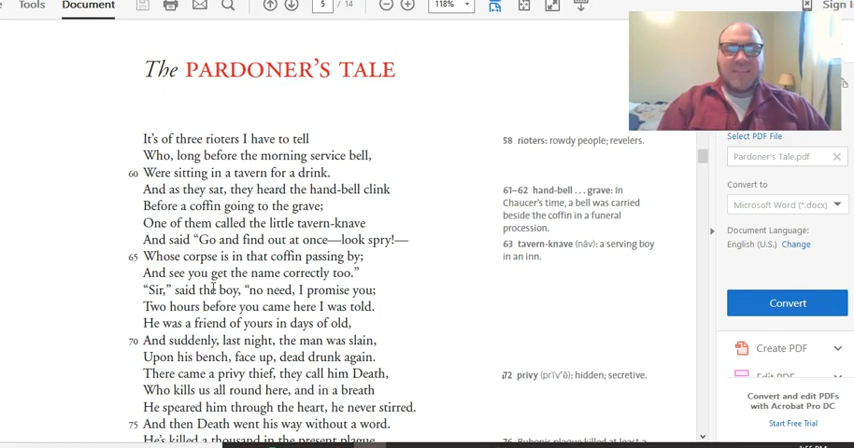 Tools
Document
5 / 14
118%
Sign
The PARDONER'S TALE
It's of three rioters I have to tell
Who, long before the morning service bell,
60 Were sitting in a tavern for a drink.
And as they sat, they heard the hand-bell clink
Before a coffin going to the grave;
One of them called the little tavern-knave
And said “Go and find out at once—look spry!—
65 Whose corpse is in that coffin passing by;
And see you get the name correctly too.”
“Sir,” said the boy, “no need, I promise you;
Two hours before you came here I was told.
He was a friend of yours in days of old,
70 And suddenly, last night, the man was slain,
Upon his bench, face up, dead drunk again.
There came a privy thief, they call him Death,
Who kills us all round here, and in a breath
He speared him through the heart, he never stirred.
75 And then Death went his way without a word.
He's killed a thousand in the present plague
58 rioters: rowdy people; revelers.
61–62 hand-bell . . . grave: In
Chaucer's time, a bell was carried
beside the coffin in a funeral
procession.
63 tavern-knave (nāv): a serving boy
in an inn.
72 privy (prĭv'ē): hidden; secretive.
Select PDF File
Pardoner's Tale.pdf
Convert to
Microsoft Word (*.docx)
Document Language:
English (U.S.) Change
Convert
Create PDF
Edit PDF
Convert and edit PDFs
with Acrobat Pro DC
Start Free Trial